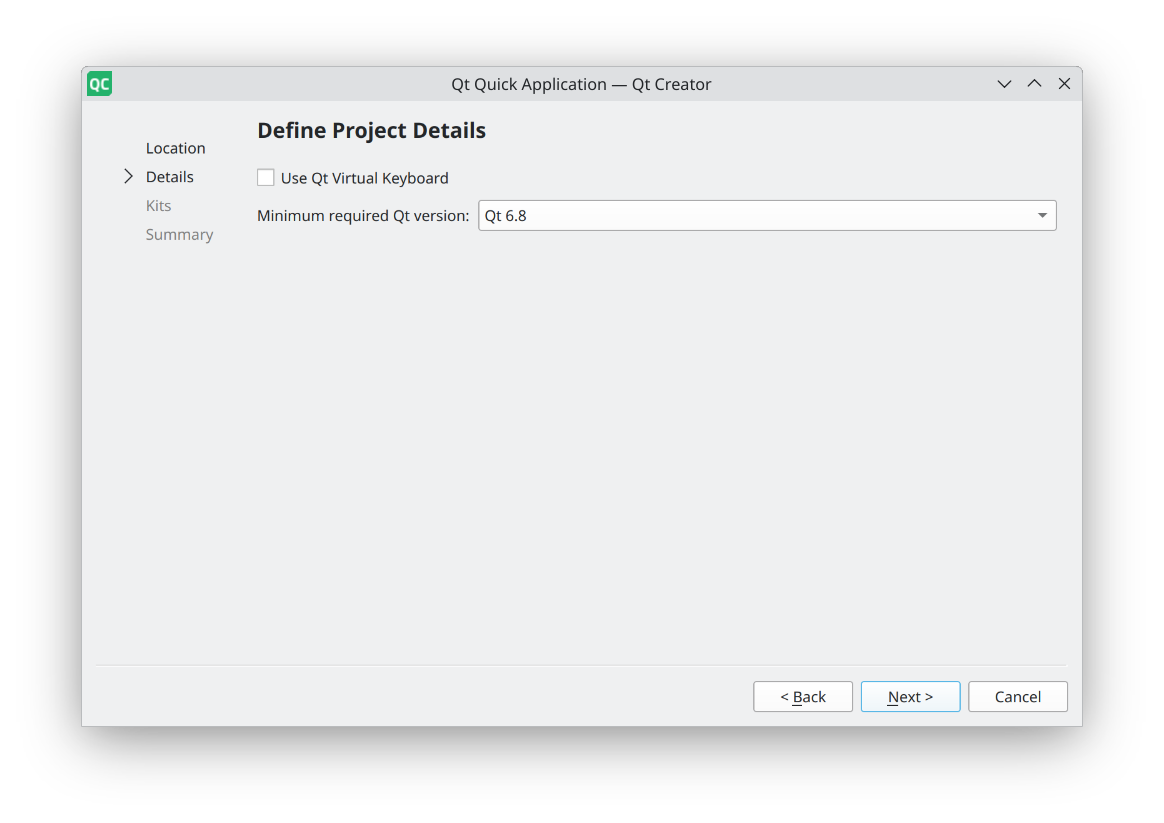 QC
Qt Quick Application — Qt Creator
Location
Details
Kits
Summary
Define Project Details
Use Qt Virtual Keyboard
Minimum required Qt version: Qt 6.8
< Back
Next >
Cancel